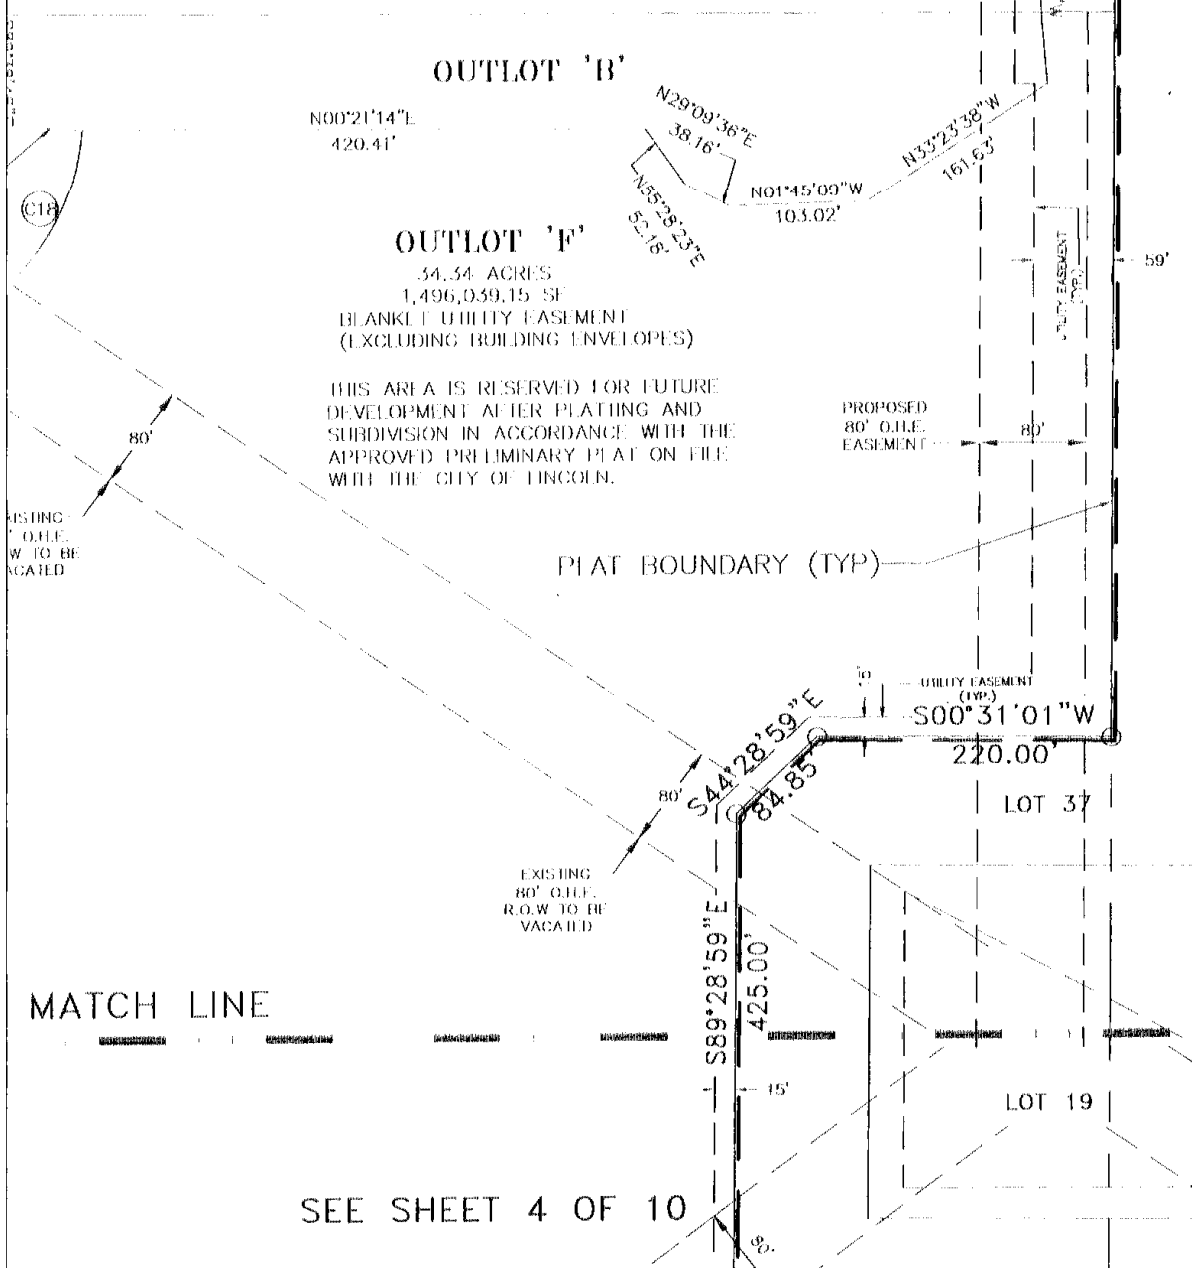 OUTLOT 'B'
N00°21'14"E
420.41'
N29°09'36"E
38.16'
N33°23'38"W
161.63'
N55°28'23"E
52.18'
N01°45'09"W
103.02'
C18
OUTLOT 'F'
34.34 ACRES
1,496,039.15 SF
BLANKET UTILITY EASEMENT
(EXCLUDING BUILDING ENVELOPES)
THIS AREA IS RESERVED FOR FUTURE
DEVELOPMENT AFTER PLATTING AND
SUBDIVISION IN ACCORDANCE WITH THE
APPROVED PRELIMINARY PLAT ON FILE
WITH THE CITY OF LINCOLN.
UTILITY EASEMENT
(TYP.)
59'
PROPOSED
80' O.H.E.
EASEMENT
80'
80'
ISTING
' O.H.E.
W TO BE
ACATED
PLAT BOUNDARY (TYP)
15'
UTILITY EASEMENT
(TYP.)
S00°31'01"W
220.00'
S44°28'59"E
84.85'
80'
LOT 37
EXISTING
80' O.H.E.
R.O.W TO BE
VACATED
S89°28'59"E
425.00'
MATCH LINE
15'
LOT 19
SEE SHEET 4 OF 10
80'